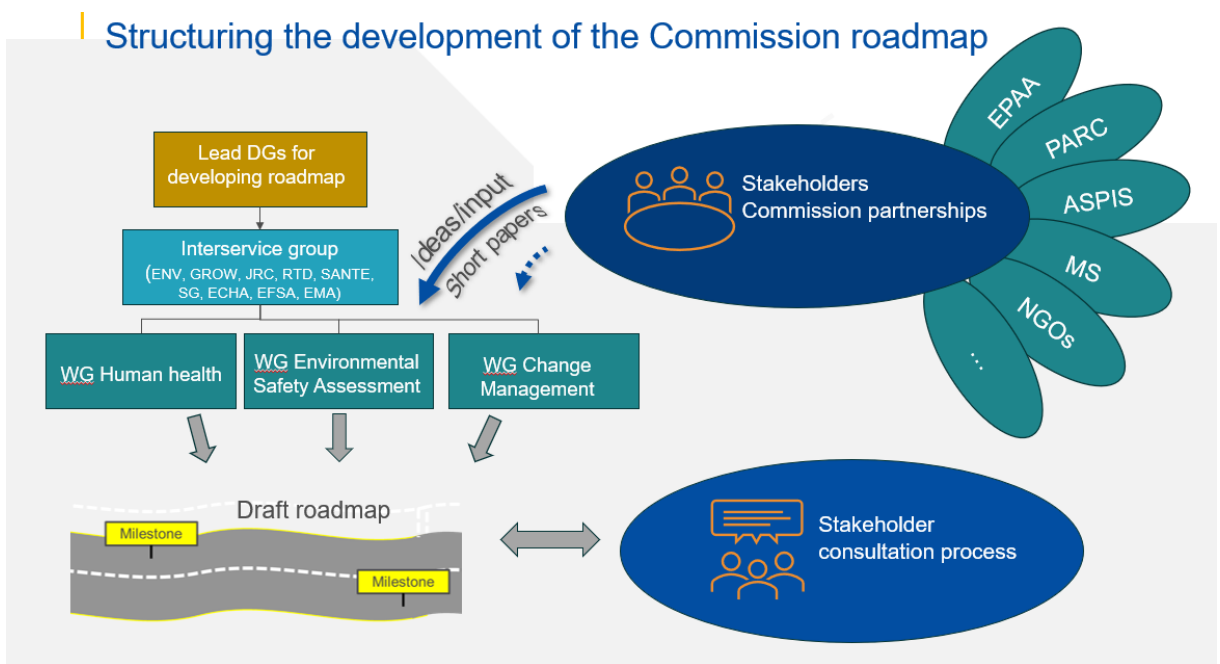 Structuring the development of the Commission roadmap
Lead DGs for
developing roadmap
Interservice group
(ENV, GROW, JRC, RTD, SANTE,
SG, ECHA, EFSA, EMA)
WG Human health
WG Environmental
Safety Assessment
WG Change
Management
Ideas/input
Short papers
Stakeholders
Commission partnerships
EPAA
PARC
ASPIS
MS
NGOs
...
Draft roadmap
Milestone
Milestone
Stakeholder
consultation process